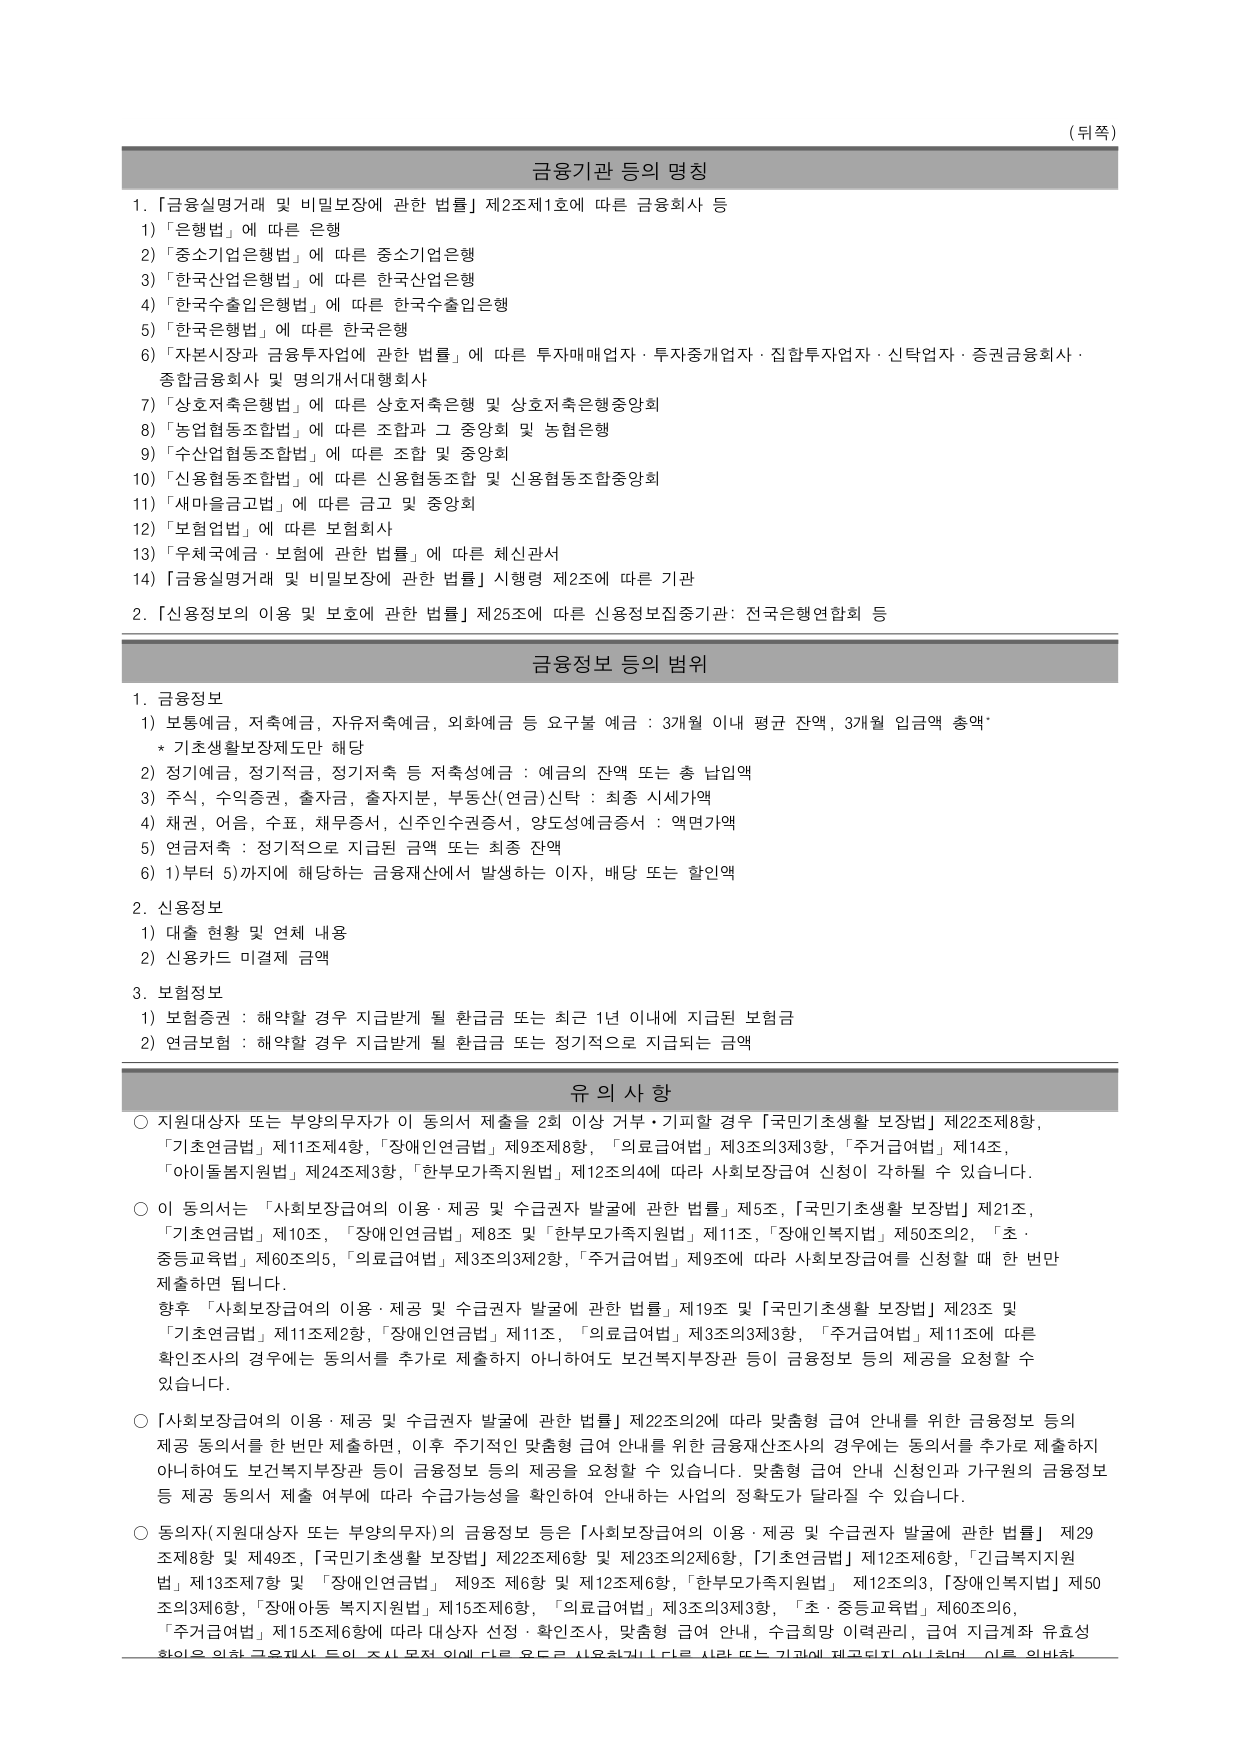 (뒤쪽)
금융기관 등의 명칭
1.「금융실명거래 및 비밀보장에 관한 법률」제2조제1호에 따른 금융회사 등
1)「은행법」에 따른 은행
2)「중소기업은행법」에 따른 중소기업은행
3)「한국산업은행법」에 따른 한국산업은행
4)「한국수출입은행법」에 따른 한국수출입은행
5)「한국은행법」에 따른 한국은행
6)「자본시장과 금융투자업에 관한 법률」에 따른 투자매매업자ㆍ투자중개업자ㆍ집합투자업자ㆍ신탁업자ㆍ증권금융회사ㆍ
종합금융회사 및 명의개서대행회사
7)「상호저축은행법」에 따른 상호저축은행 및 상호저축은행중앙회
8)「농업협동조합법」에 따른 조합과 그 중앙회 및 농협은행
9)「수산업협동조합법」에 따른 조합 및 중앙회
10)「신용협동조합법」에 따른 신용협동조합 및 신용협동조합중앙회
11)「새마을금고법」에 따른 금고 및 중앙회
12)「보험업법」에 따른 보험회사
13)「우체국예금ㆍ보험에 관한 법률」에 따른 체신관서
14)「금융실명거래 및 비밀보장에 관한 법률」시행령 제2조에 따른 기관
2.「신용정보의 이용 및 보호에 관한 법률」제25조에 따른 신용정보집중기관: 전국은행연합회 등
금융정보 등의 범위
1. 금융정보
1) 보통예금, 저축예금, 자유저축예금, 외화예금 등 요구불 예금 : 3개월 이내 평균 잔액, 3개월 입금액 총액*
* 기초생활보장제도만 해당
2) 정기예금, 정기적금, 정기저축 등 저축성예금 : 예금의 잔액 또는 총 납입액
3) 주식, 수익증권, 출자금, 출자지분, 부동산(연금)신탁 : 최종 시세가액
4) 채권, 어음, 수표, 채무증서, 신주인수권증서, 양도성예금증서 : 액면가액
5) 연금저축 : 정기적으로 지급된 금액 또는 최종 잔액
6) 1)부터 5)까지에 해당하는 금융재산에서 발생하는 이자, 배당 또는 할인액
2. 신용정보
1) 대출 현황 및 연체 내용
2) 신용카드 미결제 금액
3. 보험정보
1) 보험증권 : 해약할 경우 지급받게 될 환급금 또는 최근 1년 이내에 지급된 보험금
2) 연금보험 : 해약할 경우 지급받게 될 환급금 또는 정기적으로 지급되는 금액
유 의 사 항
○ 지원대상자 또는 부양의무자가 이 동의서 제출을 2회 이상 거부•기피할 경우「국민기초생활 보장법」제22조제8항,
「기초연금법」제11조제4항,「장애인연금법」제9조제8항, 「의료급여법」제3조의3제3항,「주거급여법」제14조,
「아이돌봄지원법」제24조제3항,「한부모가족지원법」제12조의4에 따라 사회보장급여 신청이 각하될 수 있습니다.
○ 이 동의서는 「사회보장급여의 이용ㆍ제공 및 수급권자 발굴에 관한 법률」제5조,「국민기초생활 보장법」제21조,
「기초연금법」제10조, 「장애인연금법」제8조 및「한부모가족지원법」제11조,「장애인복지법」제50조의2, 「초ㆍ
중등교육법」제60조의5,「의료급여법」제3조의3제2항,「주거급여법」제9조에 따라 사회보장급여를 신청할 때 한 번만
제출하면 됩니다.
향후 「사회보장급여의 이용ㆍ제공 및 수급권자 발굴에 관한 법률」제19조 및「국민기초생활 보장법」제23조 및
「기초연금법」제11조제2항,「장애인연금법」제11조, 「의료급여법」제3조의3제3항, 「주거급여법」제11조에 따른
확인조사의 경우에는 동의서를 추가로 제출하지 아니하여도 보건복지부장관 등이 금융정보 등의 제공을 요청할 수
있습니다.
○「사회보장급여의 이용ㆍ제공 및 수급권자 발굴에 관한 법률」제22조의2에 따라 맞춤형 급여 안내를 위한 금융정보 등의
제공 동의서를 한 번만 제출하면, 이후 주기적인 맞춤형 급여 안내를 위한 금융재산조사의 경우에는 동의서를 추가로 제출하지
아니하여도 보건복지부장관 등이 금융정보 등의 제공을 요청할 수 있습니다. 맞춤형 급여 안내 신청인과 가구원의 금융정보
등 제공 동의서 제출 여부에 따라 수급가능성을 확인하여 안내하는 사업의 정확도가 달라질 수 있습니다.
○ 동의자(지원대상자 또는 부양의무자)의 금융정보 등은「사회보장급여의 이용ㆍ제공 및 수급권자 발굴에 관한 법률」 제29
조제8항 및 제49조,「국민기초생활 보장법」제22조제6항 및 제23조의2제6항,「기초연금법」제12조제6항,「긴급복지지원
법」제13조제7항 및 「장애인연금법」 제9조 제6항 및 제12조제6항,「한부모가족지원법」 제12조의3,「장애인복지법」제50
조의3제6항,「장애아동 복지지원법」제15조제6항, 「의료급여법」제3조의3제3항, 「초ㆍ중등교육법」제60조의6,
「주거급여법」제15조제6항에 따라 대상자 선정ㆍ확인조사, 맞춤형 급여 안내, 수급희망 이력관리, 급여 지급계좌 유효성
확인을 위한 금융재산 등의 조사 목적 외에 다른 용도로 사용하거나 다른 사람 또는 기관에 제공되지 아니하며, 이를 위반할